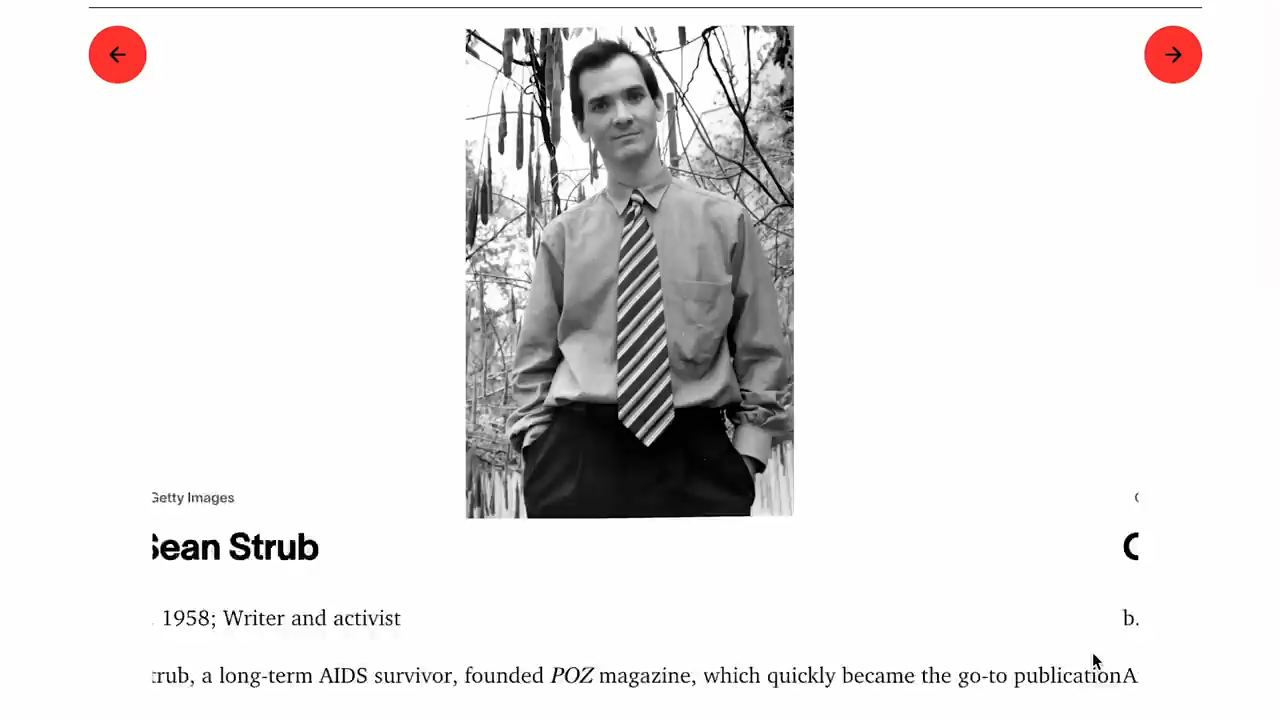 Getty Images
Sean Strub
1958; Writer and activist
b.
trub, a long-term AIDS survivor, founded POZ magazine, which quickly became the go-to publication